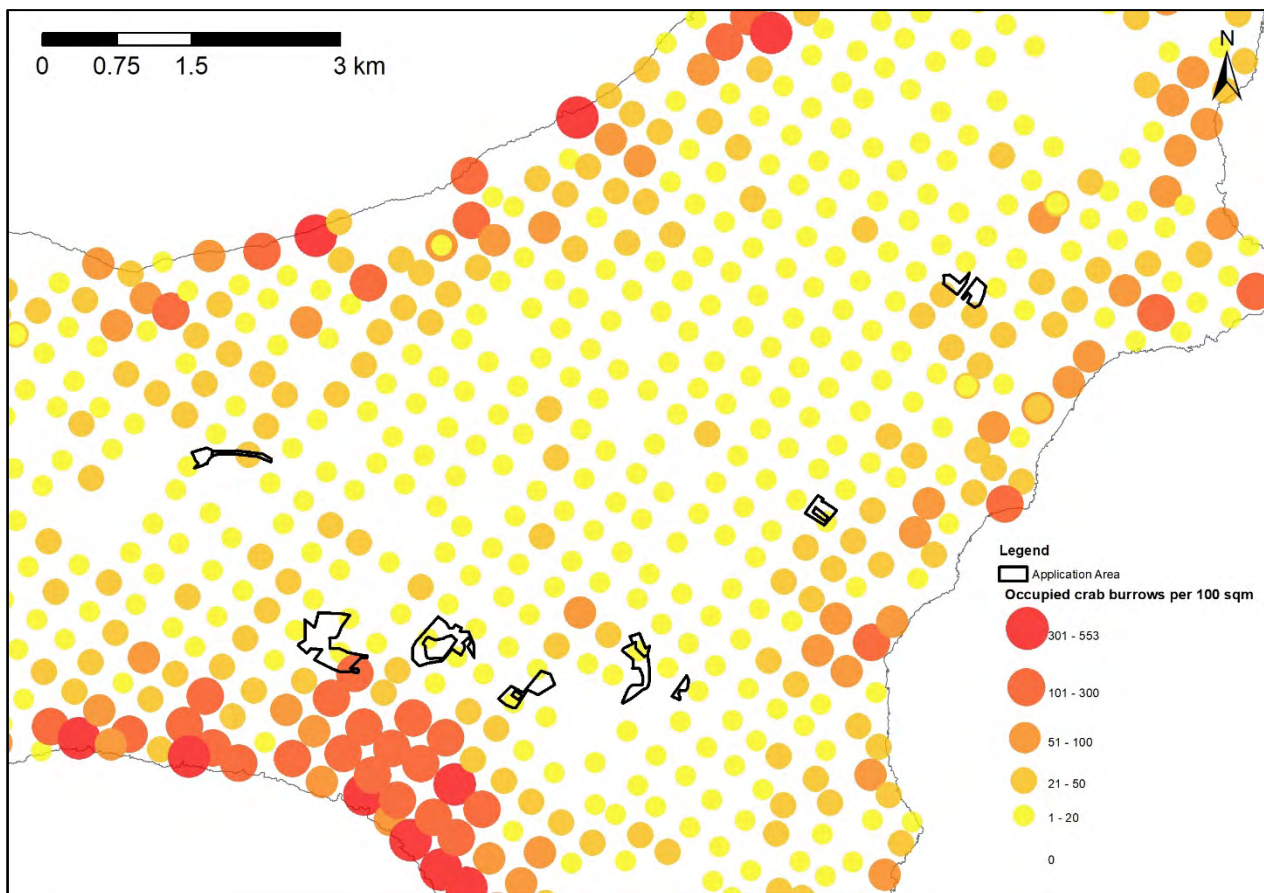 0 0.75 1.5 3 km
N
Legend
Application Area
Occupied crab burrows per 100 sqm
301 - 553
101 - 300
51 - 100
21 - 50
1 - 20
0